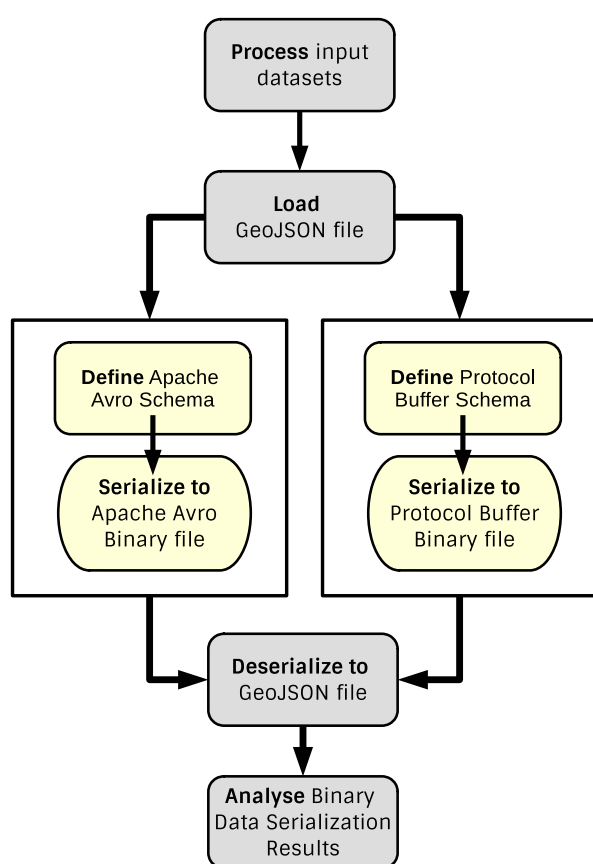 Process input
datasets
Load
GeoJSON file
Define Apache
Avro Schema
Serialize to
Apache Avro
Binary file
Define Protocol
Buffer Schema
Serialize to
Protocol Buffer
Binary file
Deserialize to
GeoJSON file
Analyse Binary
Data Serialization
Results